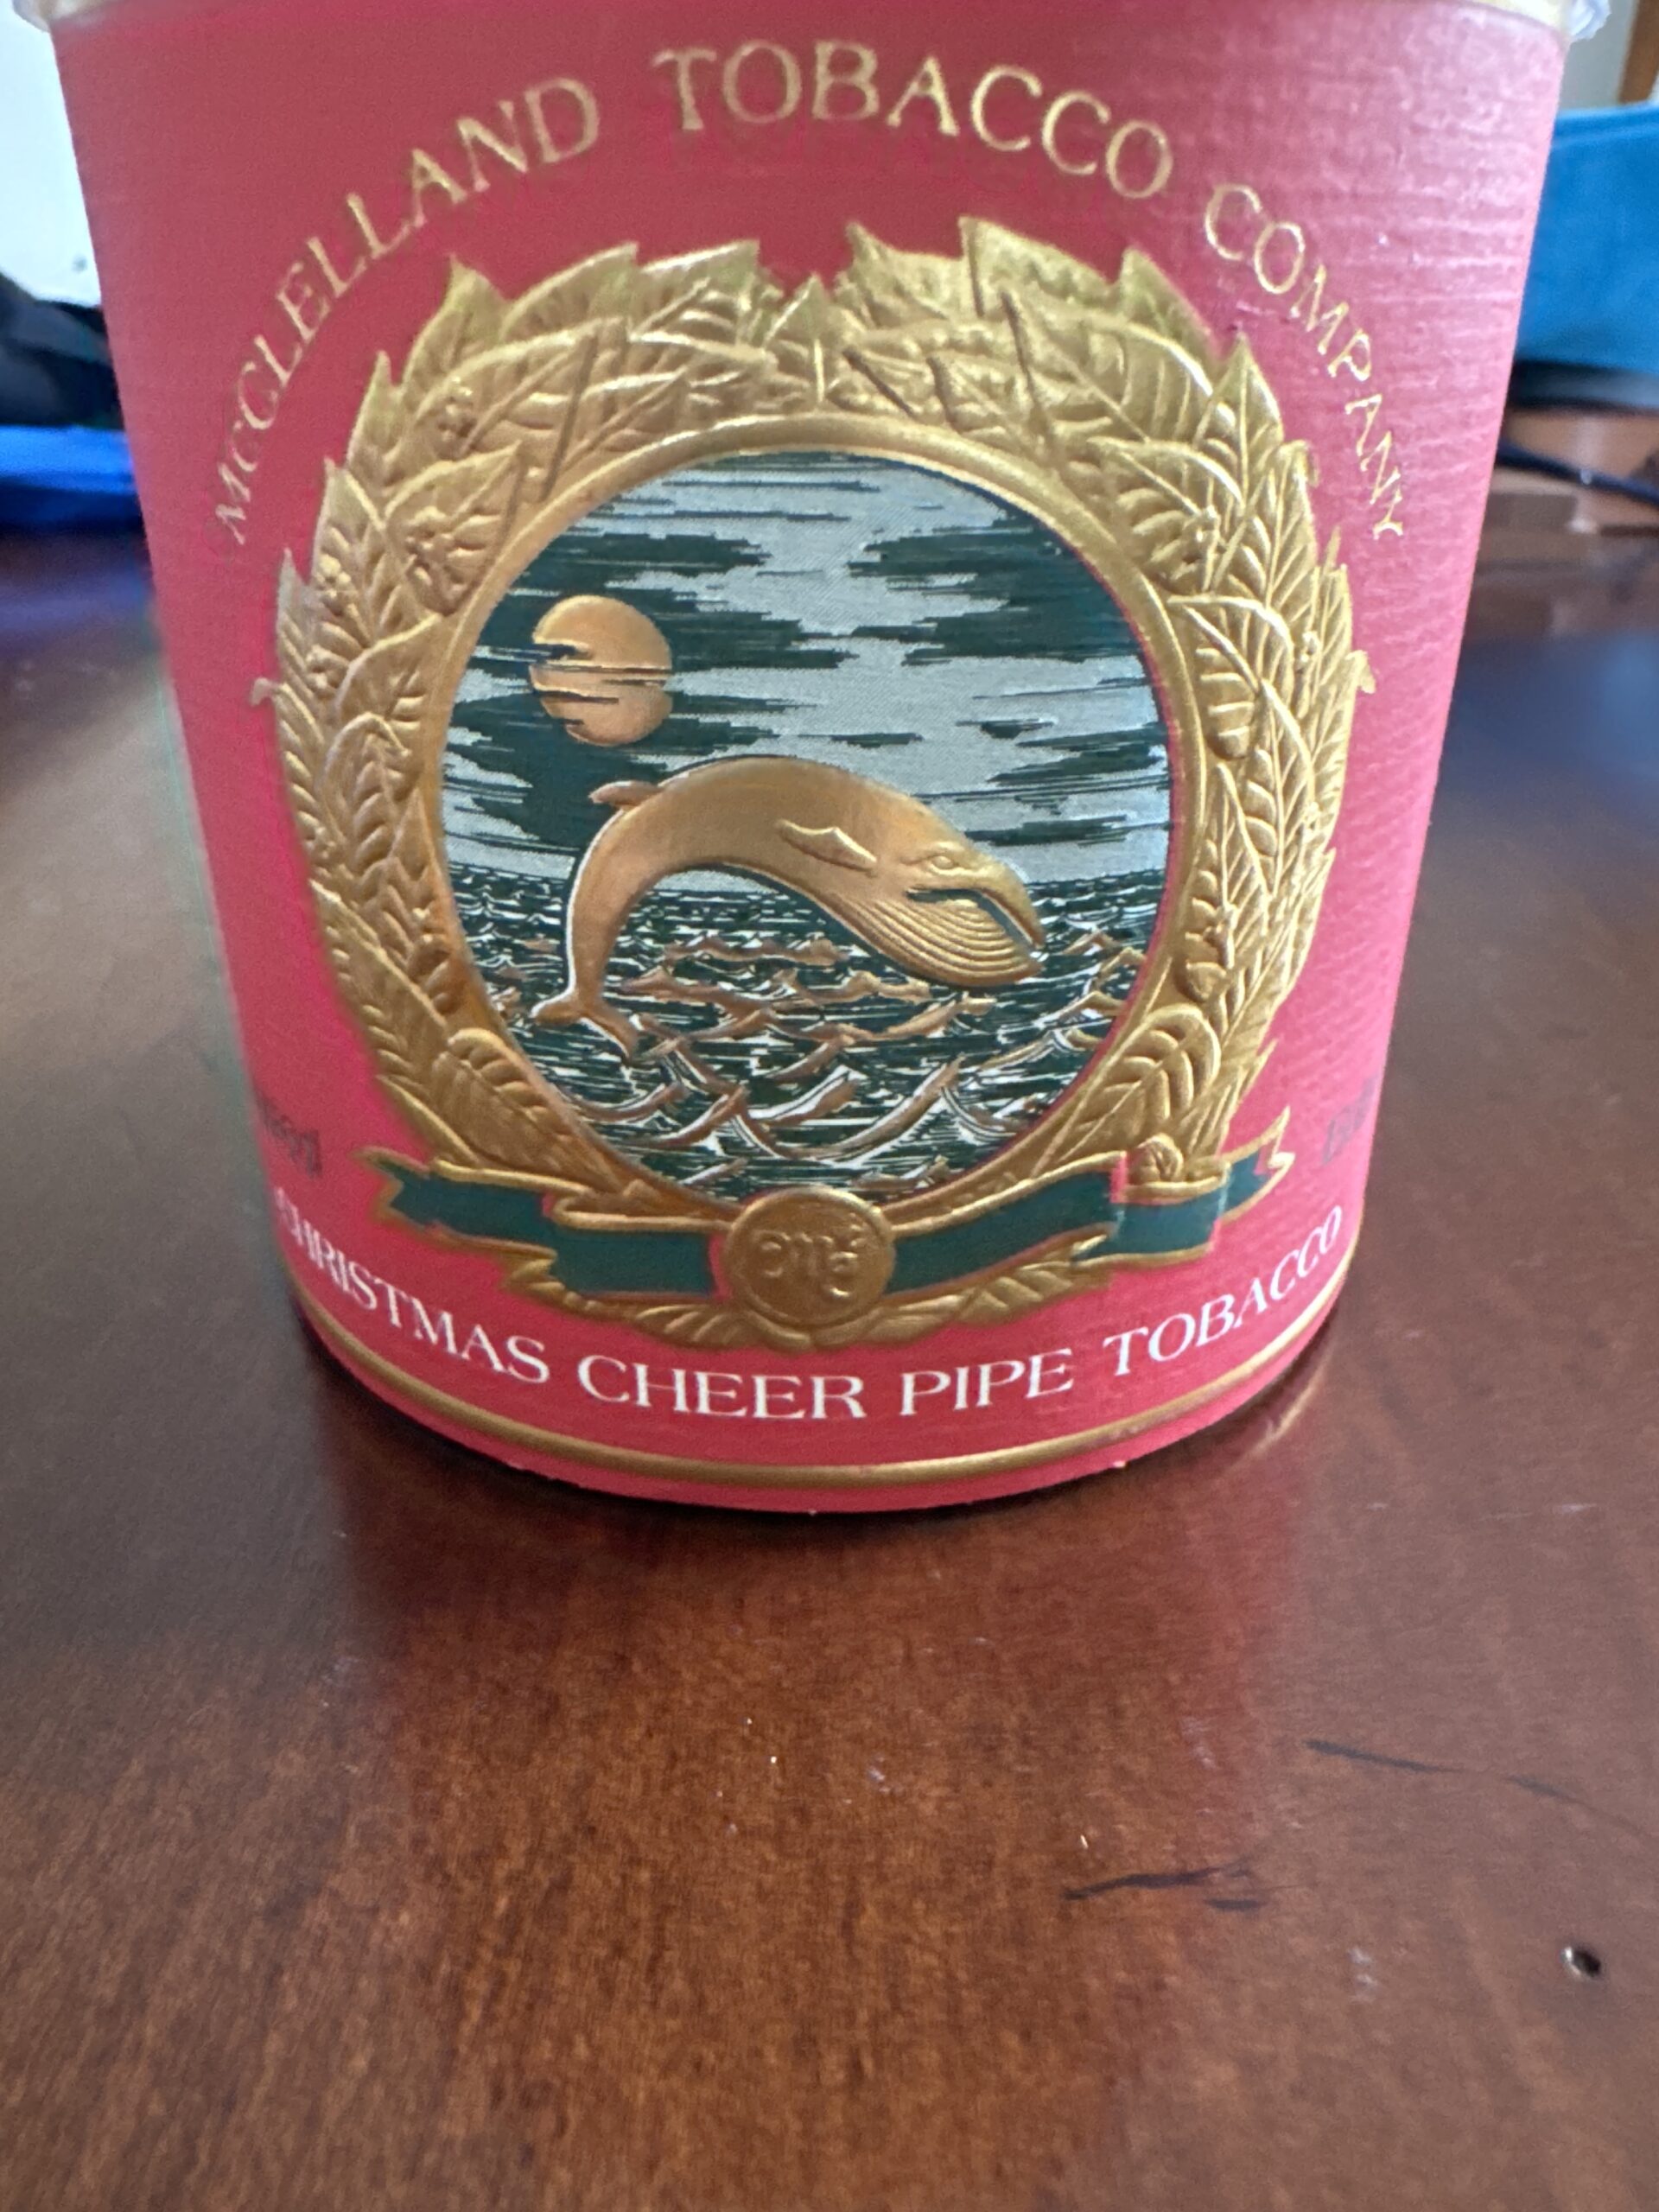 McCLELLAND TOBACCO COMPANY
CHRISTMAS CHEER PIPE TOBACCO